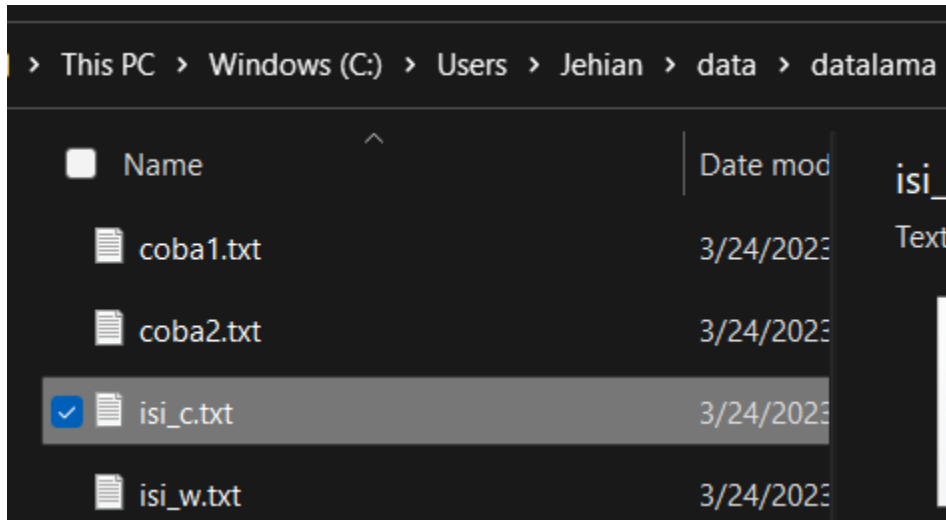 > This PC > Windows (C:) > Users > Jehian > data > datalama
Name Date mod
isi_
Text
coba1.txt 3/24/2023
coba2.txt 3/24/2023
isi_c.txt 3/24/2023
isi_w.txt 3/24/2023